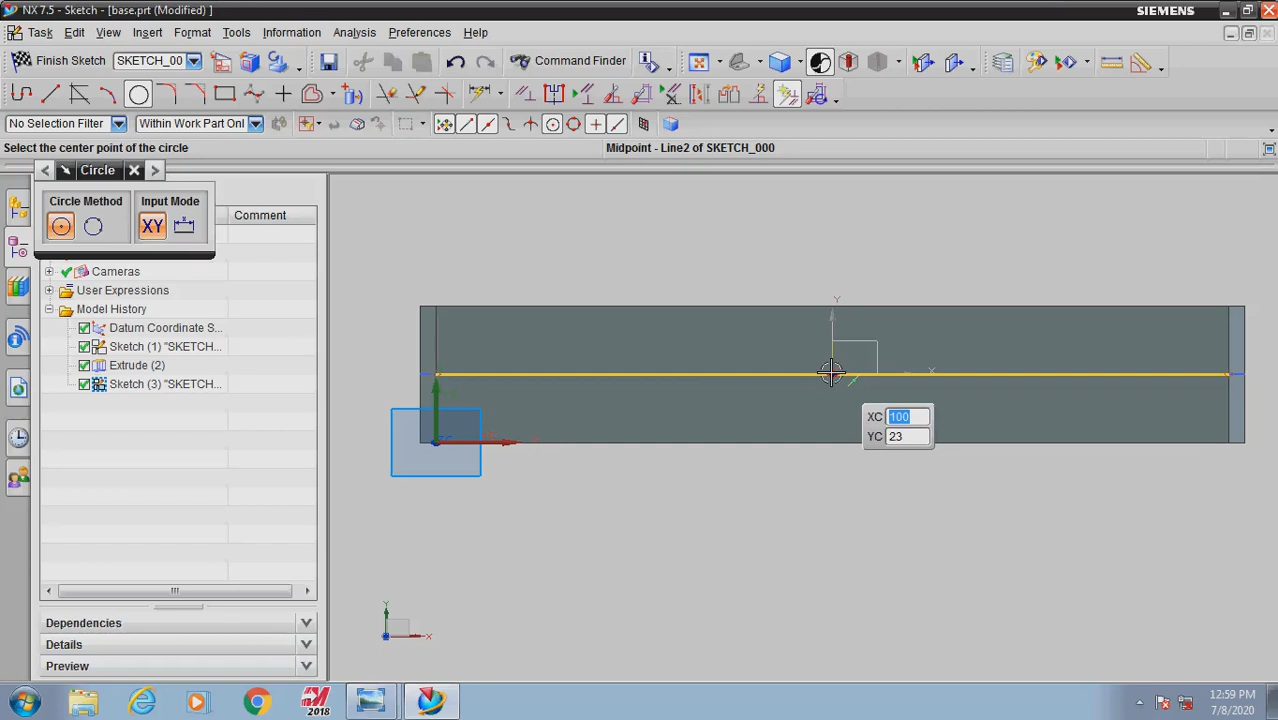 NX 7.5 - Sketch - [base.prt (Modified) ]
SIEMENS
Task Edit View Insert Format Tools Information Analysis Preferences Help
Finish Sketch SKETCH_00 Command Finder
No Selection Filter Within Work Part Onl
Select the center point of the circle
Midpoint - Line2 of SKETCH_000
Circle
Circle Method Input Mode
XY
Comment
Cameras
User Expressions
Model History
Datum Coordinate S...
Sketch (1) "SKETCH...
Extrude (2)
Sketch (3) "SKETCH...
Y
X
XC 100
YC 23
Y
X
Dependencies
Details
Preview
2018
12:59 PM
7/8/2020